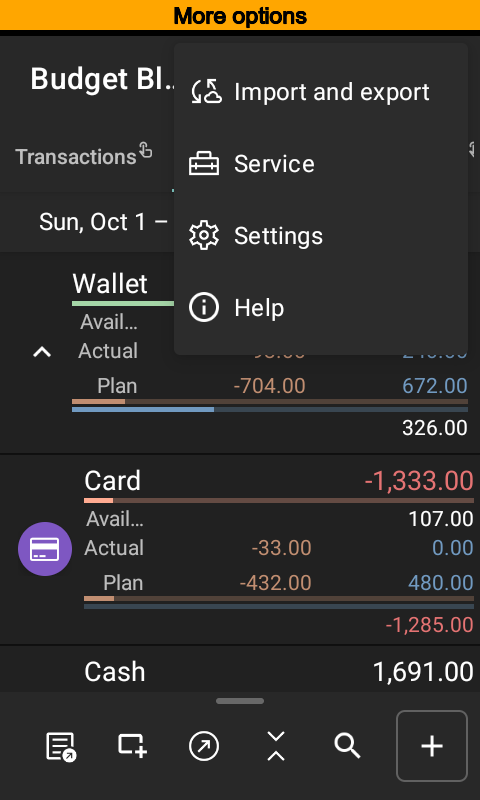 More options
Budget Bl...
Import and export
Transactions
Service
Sun, Oct 1 –
Settings
Wallet
Help
Avail...
Actual
Plan -704.00 672.00
326.00
Card -1,333.00
Avail... 107.00
Actual -33.00 0.00
Plan -432.00 480.00
-1,285.00
Cash 1,691.00